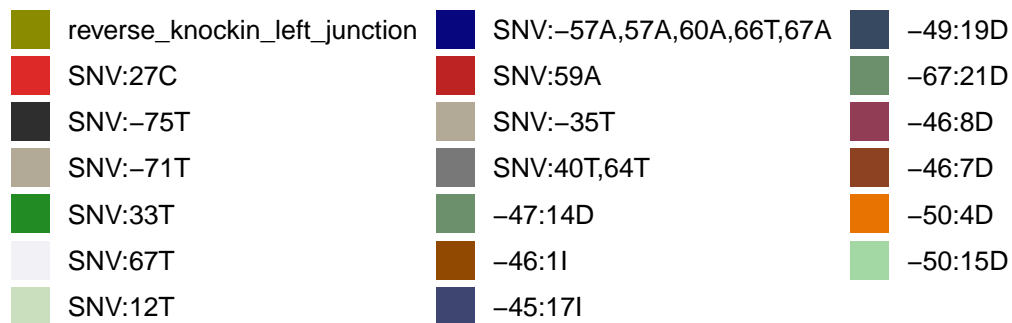 reverse_knockin_left_junction
SNV:27C
SNV:−75T
SNV:−71T
SNV:33T
SNV:67T
SNV:12T
SNV:−57A,57A,60A,66T,67A
SNV:59A
SNV:−35T
SNV:40T,64T
−47:14D
−46:1I
−45:17I
−49:19D
−67:21D
−46:8D
−46:7D
−50:4D
−50:15D